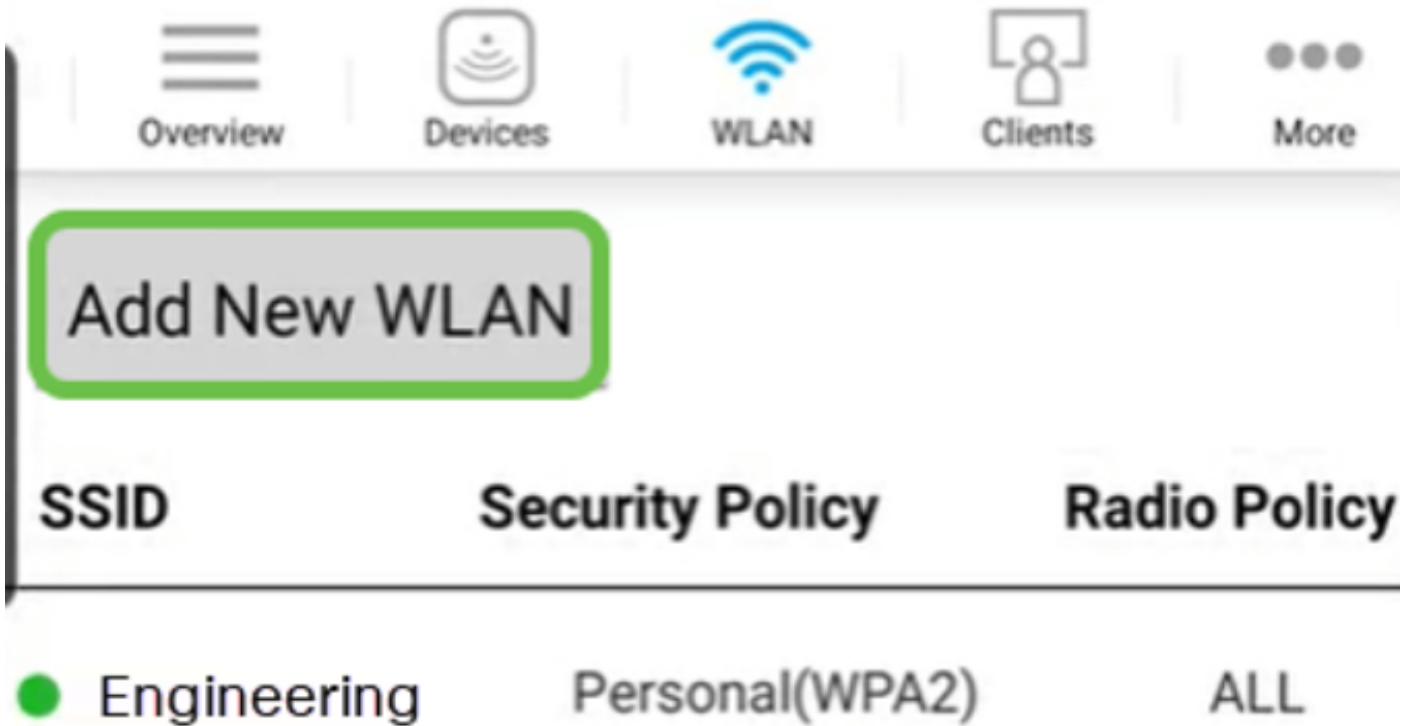 Overview Devices WLAN Clients More
Add New WLAN
SSID Security Policy Radio Policy
Engineering Personal(WPA2) ALL